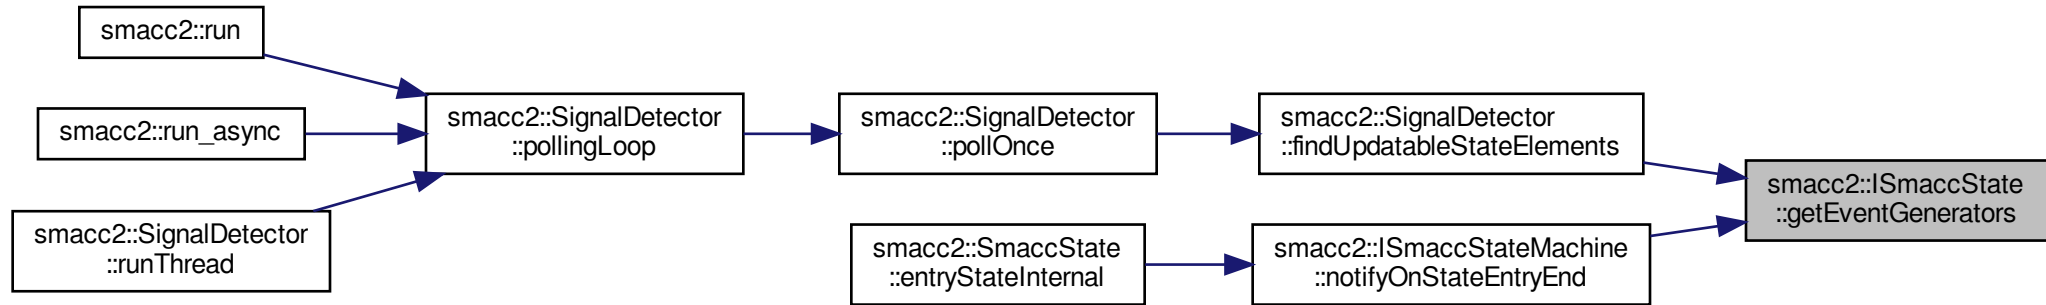 smacc2::run
smacc2::run_async
smacc2::SignalDetector
::runThread
smacc2::SignalDetector
::pollingLoop
smacc2::SignalDetector
::pollOnce
smacc2::SignalDetector
::findUpdatableStateElements
smacc2::SmaccState
::entryStateInternal
smacc2::ISmaccStateMachine
::notifyOnStateEntryEnd
smacc2::ISmaccState
::getEventGenerators